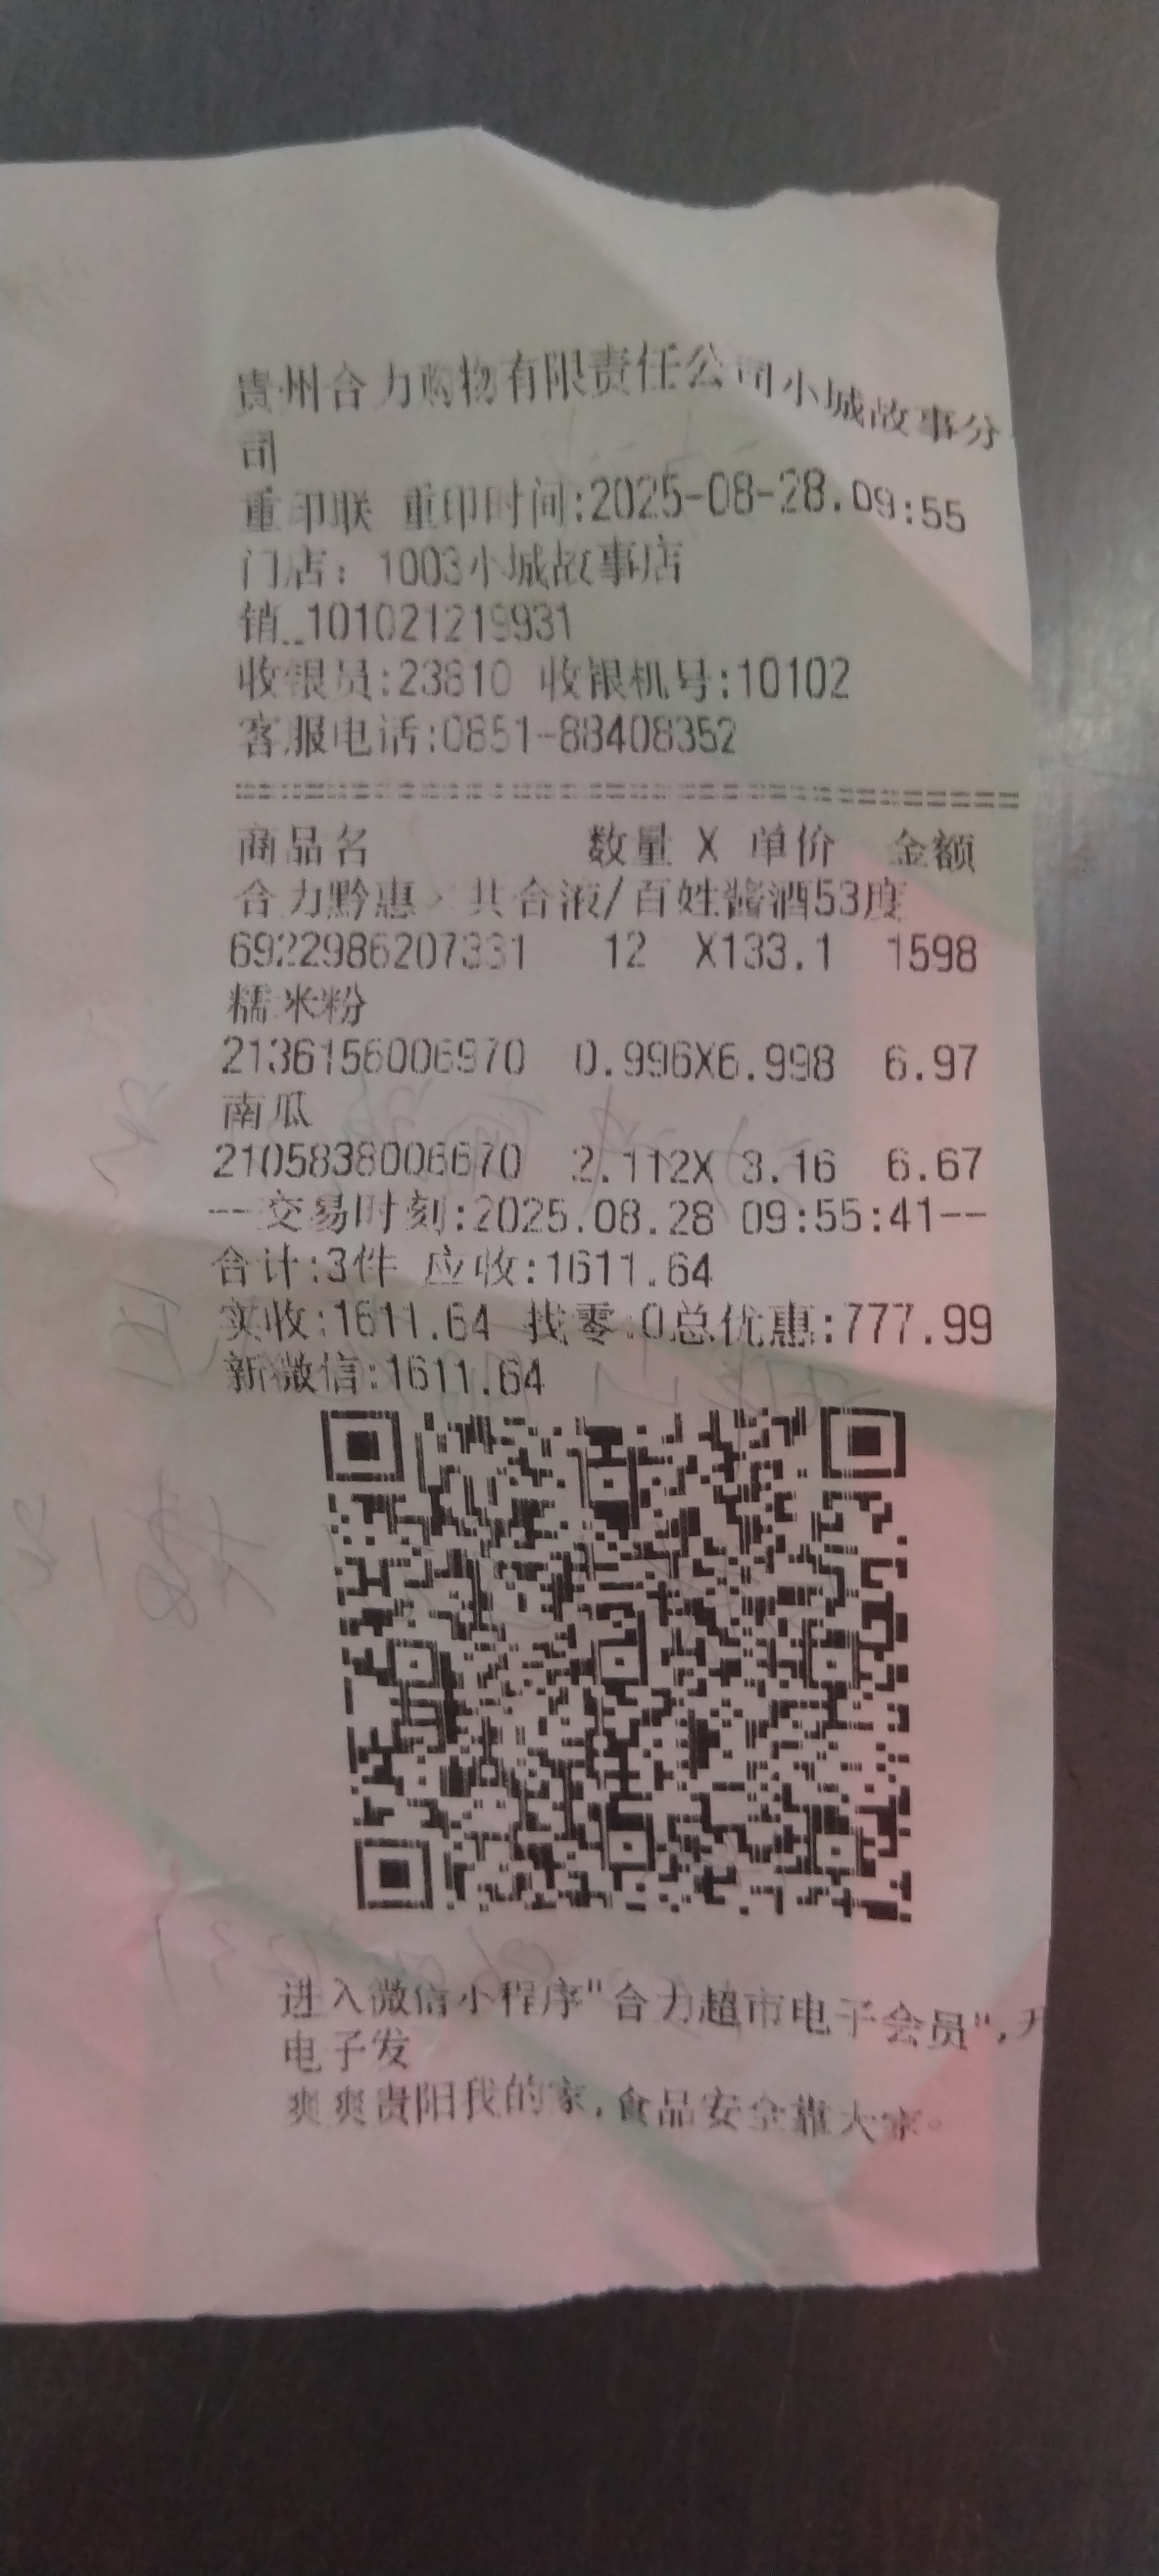 贵州合力购物有限责任公司小城故事分
司
重印联 重印时间:2025-08-28.09:55
门店: 1003小城故事店
销_101021219931
收银员:23810 收银机号:10102
客服电话:0851-88408352
商品名 数量 X 单价 金额
合力黔惠·共合液/百姓酱酒53度
6922986207331 12 X133.1 1598
糯米粉
2136156006970 0.996X6.998 6.97
南瓜
2105838006670 2.112X 3.16 6.67
--交易时刻:2025.08.28 09:55:41--
合计:3件 应收:1611.64
实收:1611.64 找零:0总优惠:777.99
新微信:1611.64
进入微信小程序"合力超市电子会员",开
电子发
爽爽贵阳我的家,食品安全靠大家。